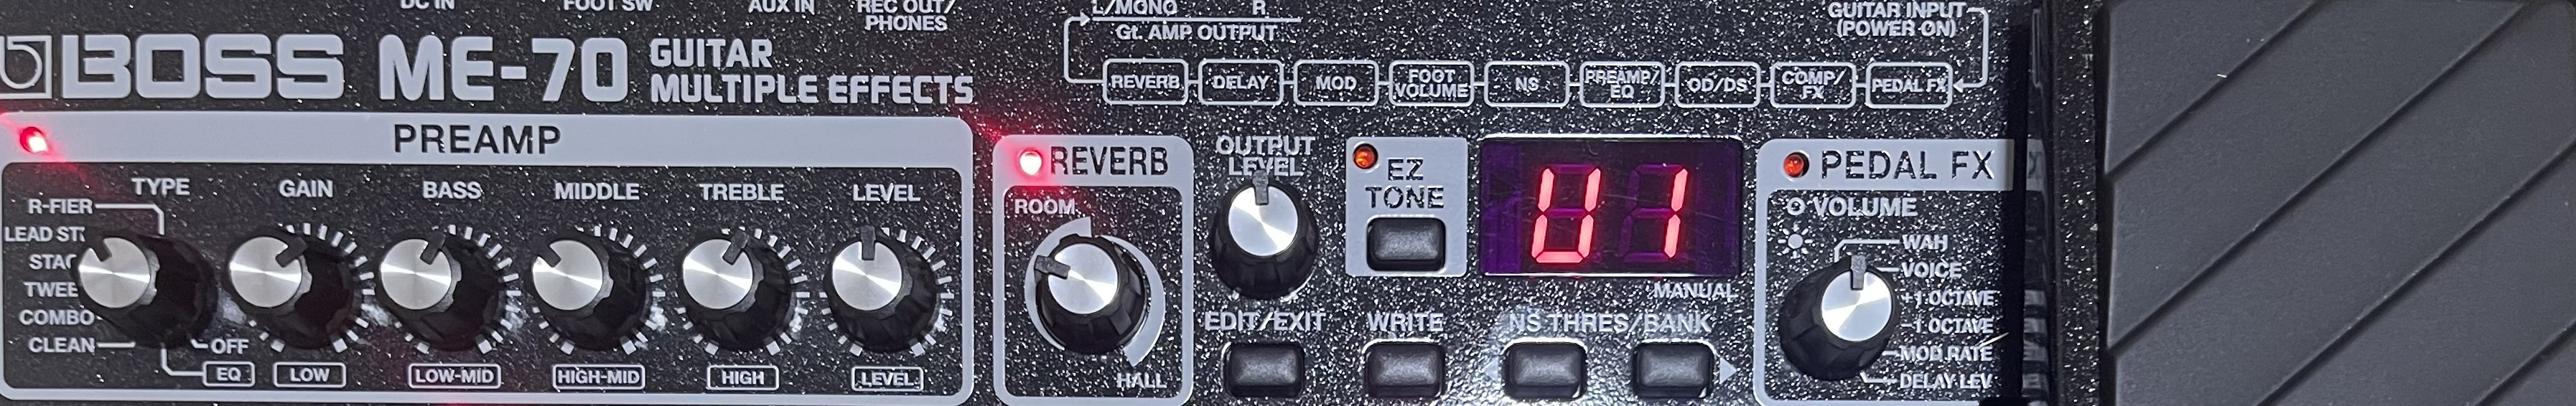 DC IN
FOOT SW
AUX IN
REC OUT/
PHONES
L/MONO R
Gt. AMP OUTPUT
GUITAR INPUT
(POWER ON)
BOSS ME-70 GUITAR
MULTIPLE EFFECTS
REVERB DELAY MOD FOOT VOLUME NS PREAMP/EQ OD/DS COMP/FX PEDAL FX
PREAMP
TYPE GAIN BASS MIDDLE TREBLE LEVEL
R-FIER
LEAD
COMBO
CLEAN
OFF
EQ LOW LOW-MID HIGH-MID HIGH LEVEL
REVERB
ROOM
HALL
OUTPUT
LEVEL
EZ
TONE
U1
MANUAL
EDIT/EXIT WRITE NS THRES/BANK
PEDAL FX
VOLUME
WAH
VOICE
+1 OCTAVE
-1 OCTAVE
MOD RATE
DELAY LEV